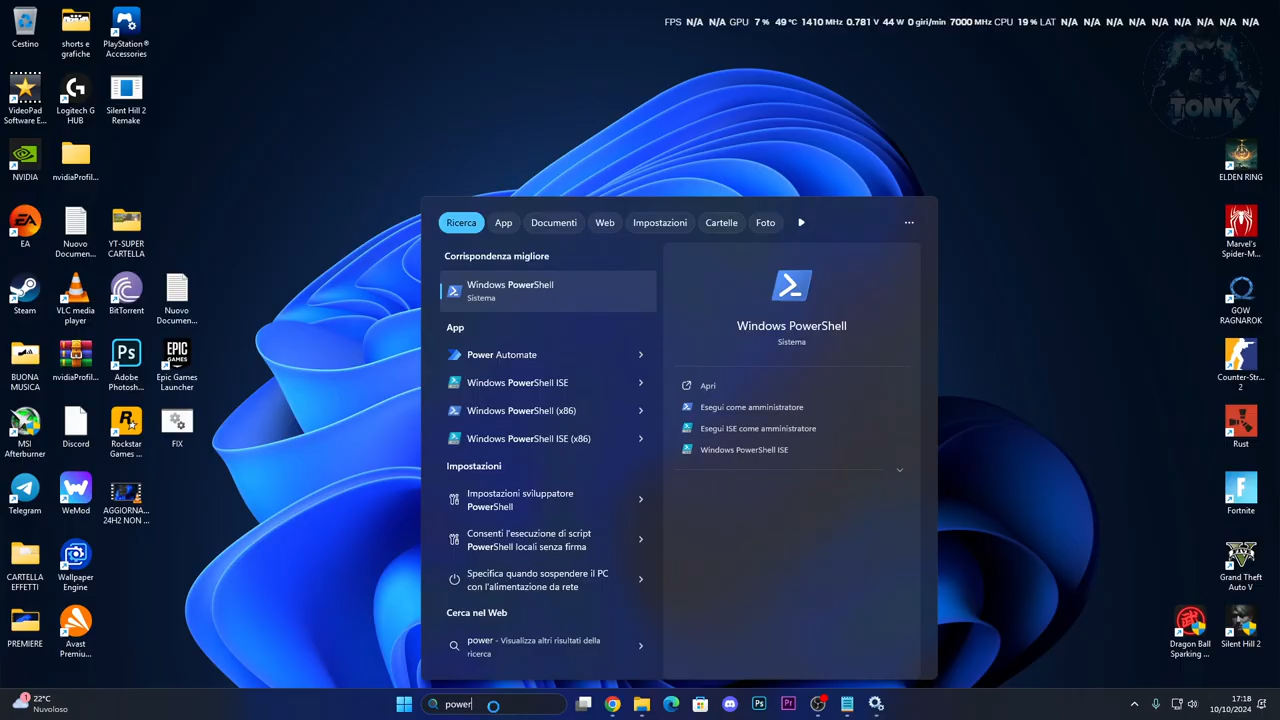 FPS N/A N/A GPU 7 % 49 °C 1410 MHz 0.781 V 44 W 0 giri/min 7000 MHz CPU 19 % LAT N/A N/A N/A N/A N/A N/A N/A N/A N/A
TONY
Cestino
shorts e
grafiche
PlayStation®
Accessories
VideoPad
Software E...
Logitech G
HUB
Silent Hill 2
Remake
NVIDIA
nvidiaProfil...
EA
Nuovo
Documen...
YT-SUPER
CARTELLA
Steam
VLC media
player
BitTorrent
Nuovo
Documen...
BUONA
MUSICA
nvidiaProfil...
Adobe
Photosh...
Epic Games
Launcher
MSI
Afterburner
Discord
Rockstar
Games ...
FIX
Telegram
WeMod
AGGIORNA...
24H2 NON ...
CARTELLA
EFFETTI
Wallpaper
Engine
PREMIERE
Avast
Premiu...
Ricerca
App
Documenti
Web
Impostazioni
Cartelle
Foto
Corrispondenza migliore
Windows PowerShell
Sistema
App
Power Automate
Windows PowerShell ISE
Windows PowerShell (x86)
Windows PowerShell ISE (x86)
Impostazioni
Impostazioni sviluppatore
PowerShell
Consenti l'esecuzione di script
PowerShell locali senza firma
Specifica quando sospendere il PC
con l'alimentazione da rete
Cerca nel Web
power - Visualizza altri risultati della
ricerca
Windows PowerShell
Sistema
Apri
Esegui come amministratore
Esegui ISE come amministratore
Windows PowerShell ISE
ELDEN RING
Marvel's
Spider-M...
GOW
RAGNAROK
Counter-Str...
2
Rust
Fortnite
Grand Theft
Auto V
Dragon Ball
Sparking ...
Silent Hill 2
1
22°C
Nuvoloso
power
17:18
10/10/2024